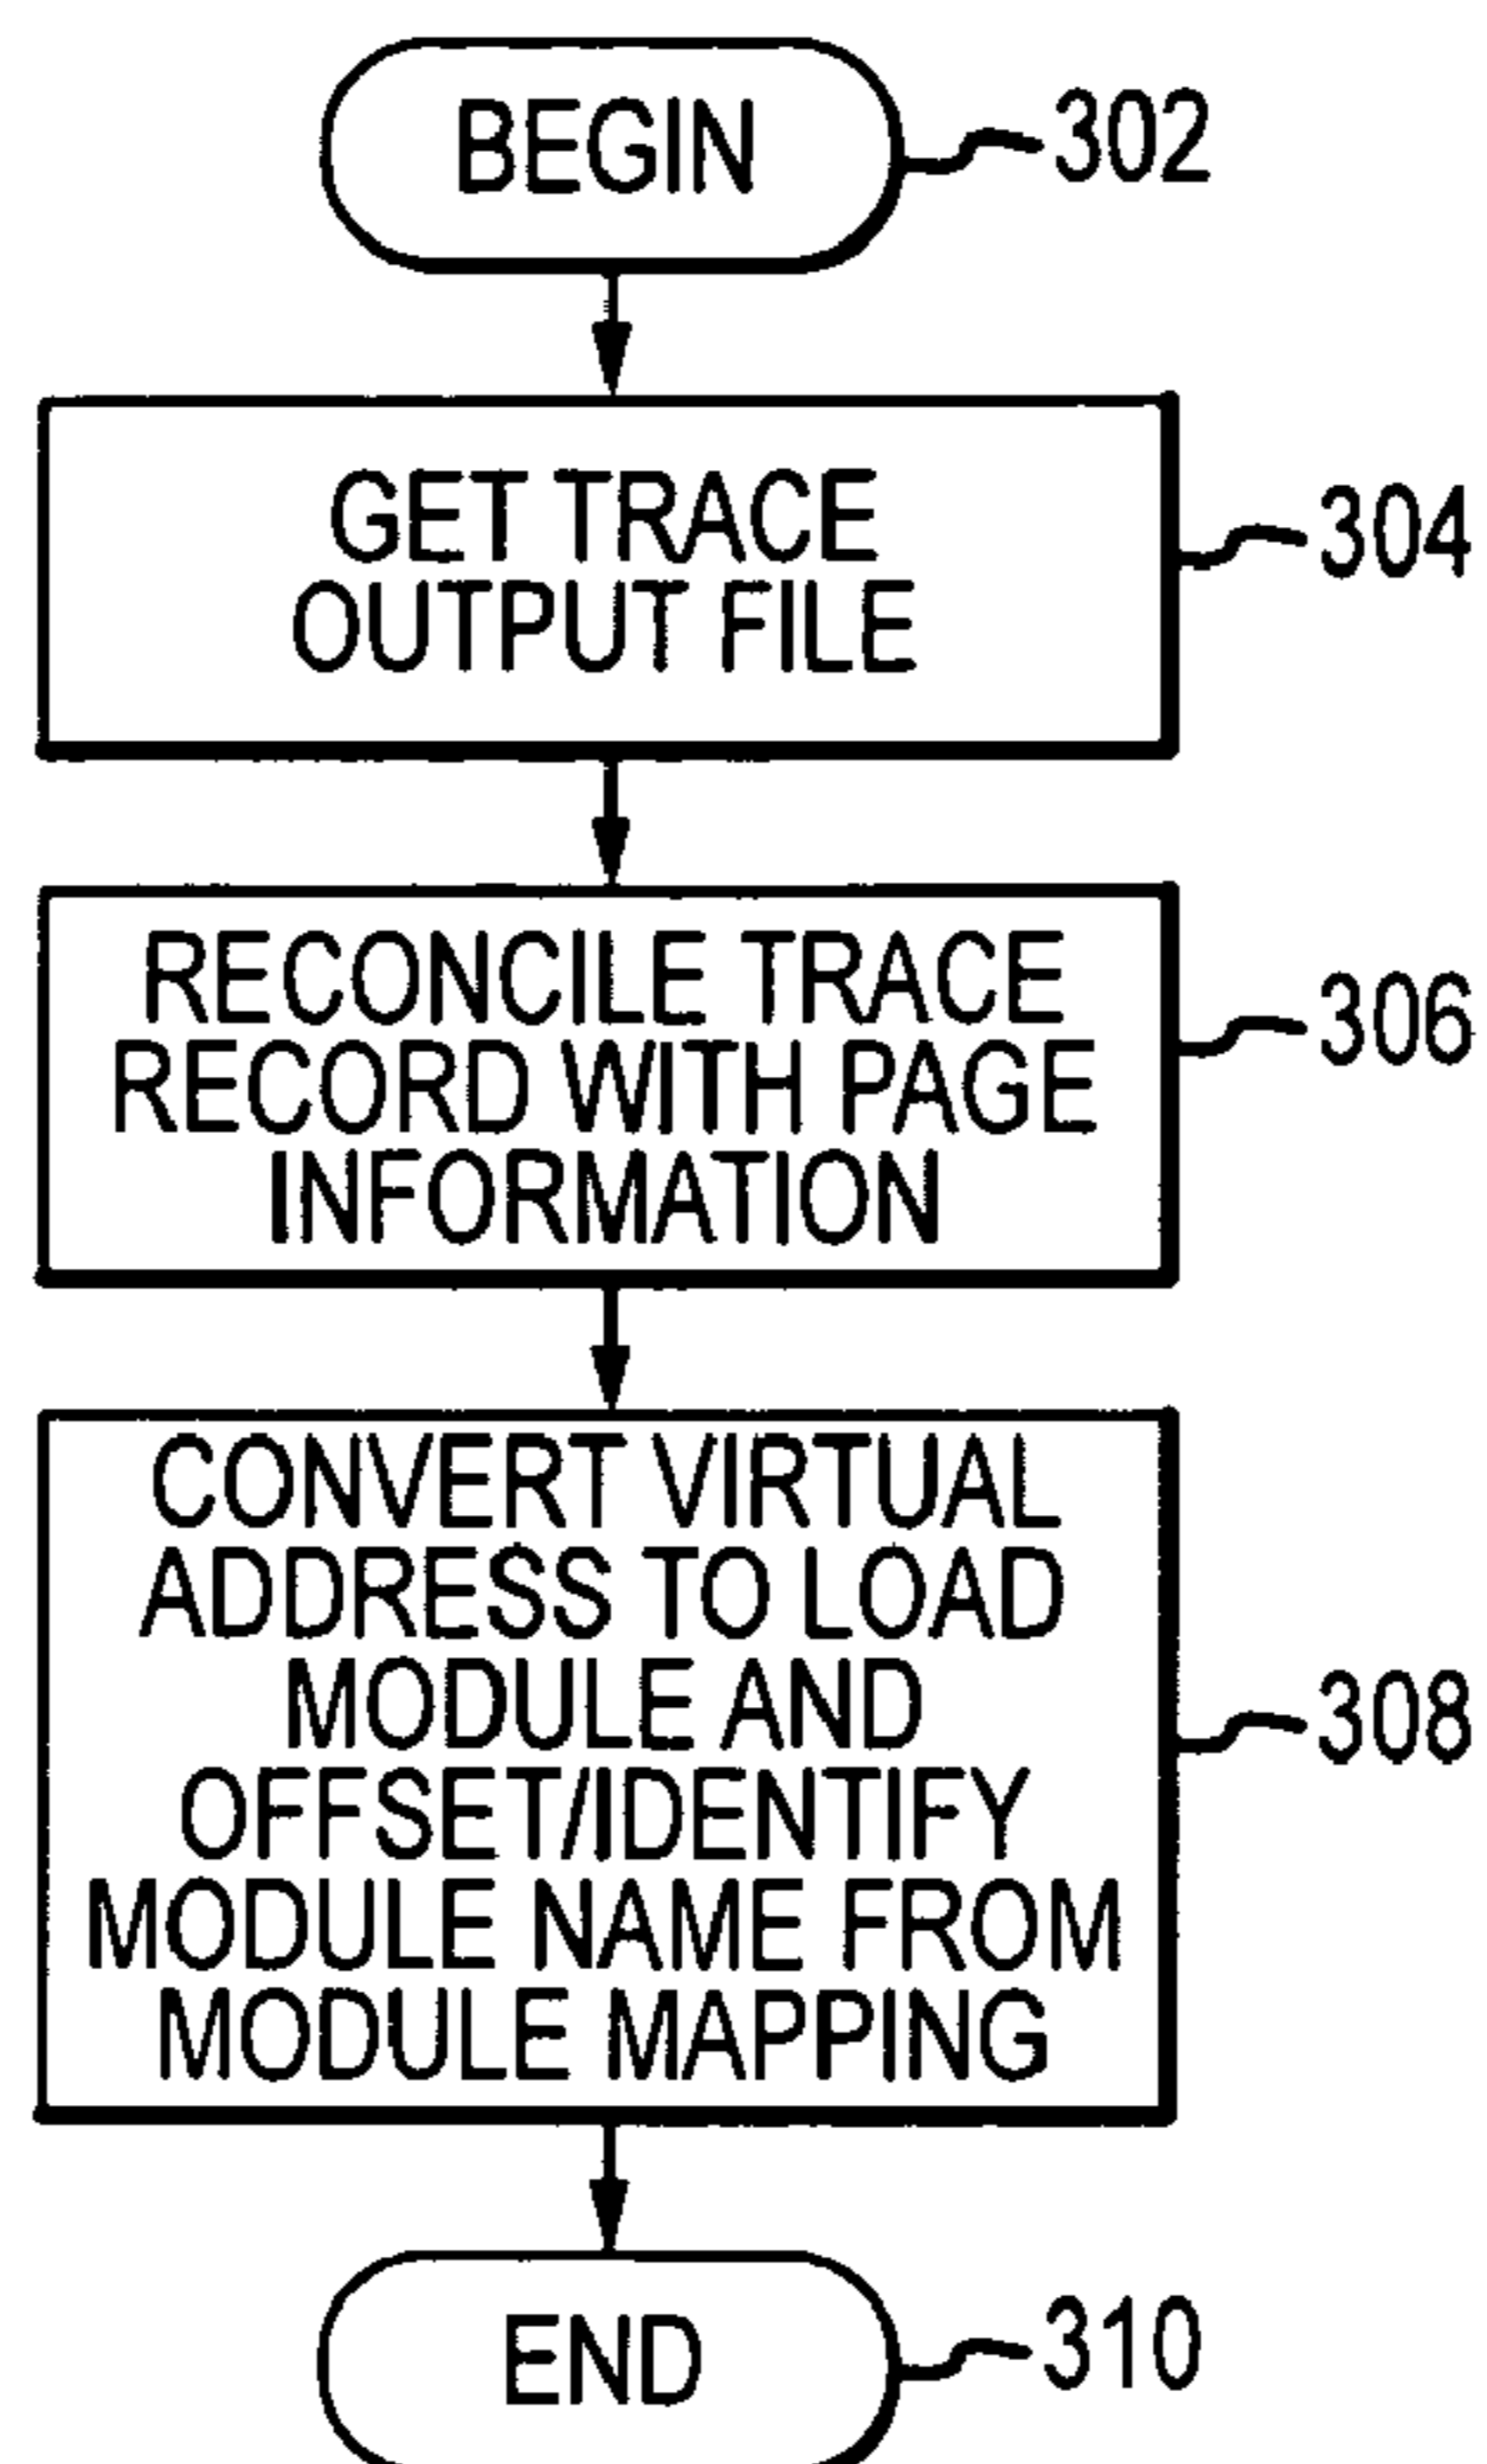 BEGIN
302
GET TRACE
OUTPUT FILE
304
RECONCILE TRACE
RECORD WITH PAGE
INFORMATION
306
CONVERT VIRTUAL
ADDRESS TO LOAD
MODULE AND
OFFSET/IDENTIFY
MODULE NAME FROM
MODULE MAPPING
308
END
310